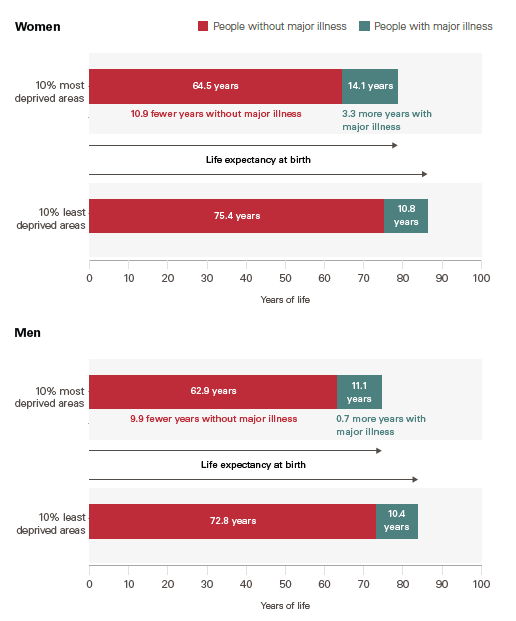 Women
People without major illness
People with major illness
10% most
deprived areas
64.5 years
14.1 years
10.9 fewer years without major illness
3.3 more years with
major illness
Life expectancy at birth
10% least
deprived areas
75.4 years
10.8
years
0 10 20 30 40 50 60 70 80 90 100
Years of life
Men
10% most
deprived areas
62.9 years
11.1
years
9.9 fewer years without major illness
0.7 more years with
major illness
Life expectancy at birth
10% least
deprived areas
72.8 years
10.4
years
0 10 20 30 40 50 60 70 80 90 100
Years of life